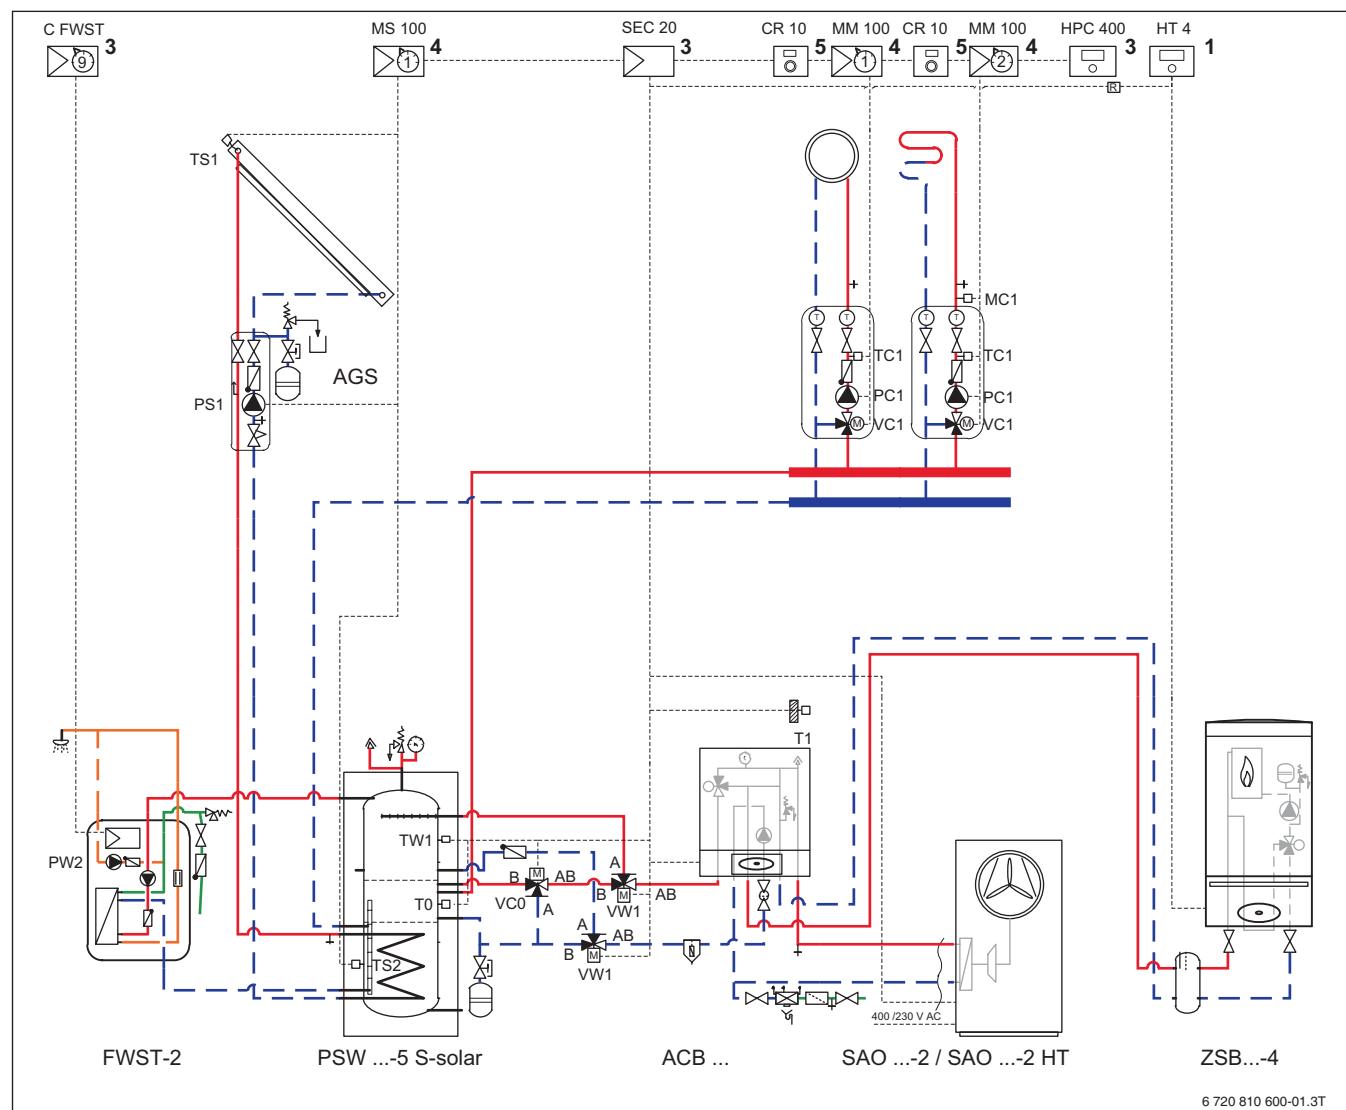 C FWST
3
9
MS 100
4
1
SEC 20
3
CR 10
5
MM 100
4
1
CR 10
5
MM 100
4
2
HPC 400
3
HT 4
1
R
TS1
MC1
T
T
T
T
TC1
TC1
AGS
PS1
PC1
PC1
M
VC1
M
VC1
T1
t
TW1
PW2
A
M
B
AB
B
AB
VC0
A
M
VW1
T0
A
AB
B
M
VW1
TS2
400 /230 V AC
FWST-2
PSW ...-5 S-solar
ACB ...
SAO ...-2 / SAO ...-2 HT
ZSB...-4
6 720 810 600-01.3T